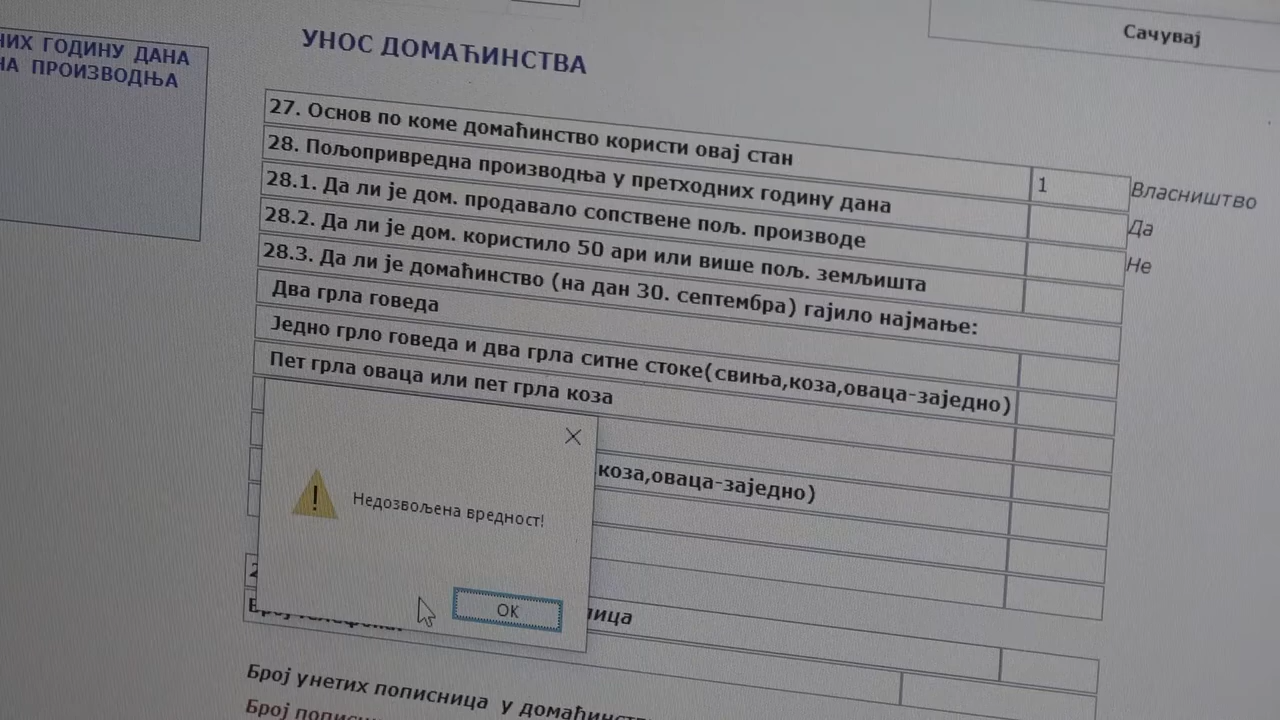 ГОДИНУ ДАНА
ПРОИЗВОДЊА
УНОС ДОМАЋИНСТВА
Сачувај
27. Основ по коме домаћинство користи овај стан
1
Власништво
28. Пољопривредна производња у претходних годину дана
Да
28.1. Да ли је дом. продавало сопствене пољ. производе
Не
28.2. Да ли је дом. користило 50 ари или више пољ. земљишта
28.3. Да ли је домаћинство (на дан 30. септембра) гајило најмање:
Два грла говеда
Једно грло говеда и два грла ситне стоке(свиња,коза,оваца-заједно)
Пет грла оваца или пет грла коза
коза,оваца-заједно)
Недозвољена вредност!
OK
Број унетих пописница у
Број